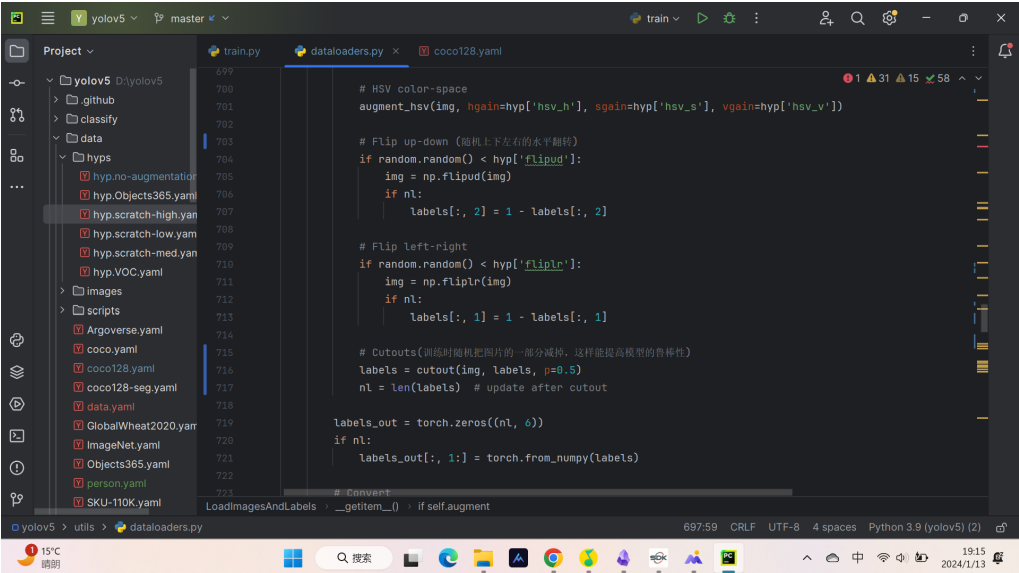 PC
Y yolov5
master
train
Project
train.py
dataloaders.py
coco128.yaml
yolov5 D:\yolov5
.github
classify
data
hyps
hyp.no-augmentation
hyp.Objects365.yaml
hyp.scratch-high.yam
hyp.scratch-low.yam
hyp.scratch-med.yam
hyp.VOC.yaml
images
scripts
Argoverse.yaml
coco.yaml
coco128.yaml
coco128-seg.yaml
data.yaml
GlobalWheat2020.yam
ImageNet.yaml
Objects365.yaml
person.yaml
SKU-110K.yaml
1 31 15 58
699
700 # HSV color-space
701 augment_hsv(img, hgain=hyp['hsv_h'], sgain=hyp['hsv_s'], vgain=hyp['hsv_v'])
702
703 # Flip up-down (随机上下左右的水平翻转)
704 if random.random() < hyp['flipud']:
705 img = np.flipud(img)
706 if nl:
707 labels[:, 2] = 1 - labels[:, 2]
708
709 # Flip left-right
710 if random.random() < hyp['fliplr']:
711 img = np.fliplr(img)
712 if nl:
713 labels[:, 1] = 1 - labels[:, 1]
714
715 # Cutouts(训练时随机把图片的一部分减掉，这样能提高模型的鲁棒性)
716 labels = cutout(img, labels, p=0.5)
717 nl = len(labels) # update after cutout
718
719 labels_out = torch.zeros((nl, 6))
720 if nl:
721 labels_out[:, 1:] = torch.from_numpy(labels)
722
723 # Convert
LoadImagesAndLabels › __getitem__() › if self.augment
yolov5 > utils > dataloaders.py
697:59 CRLF UTF-8 4 spaces Python 3.9 (yolov5) (2)
1
15°C
晴朗
搜索
SDK
PC
中
19:15
2024/1/13